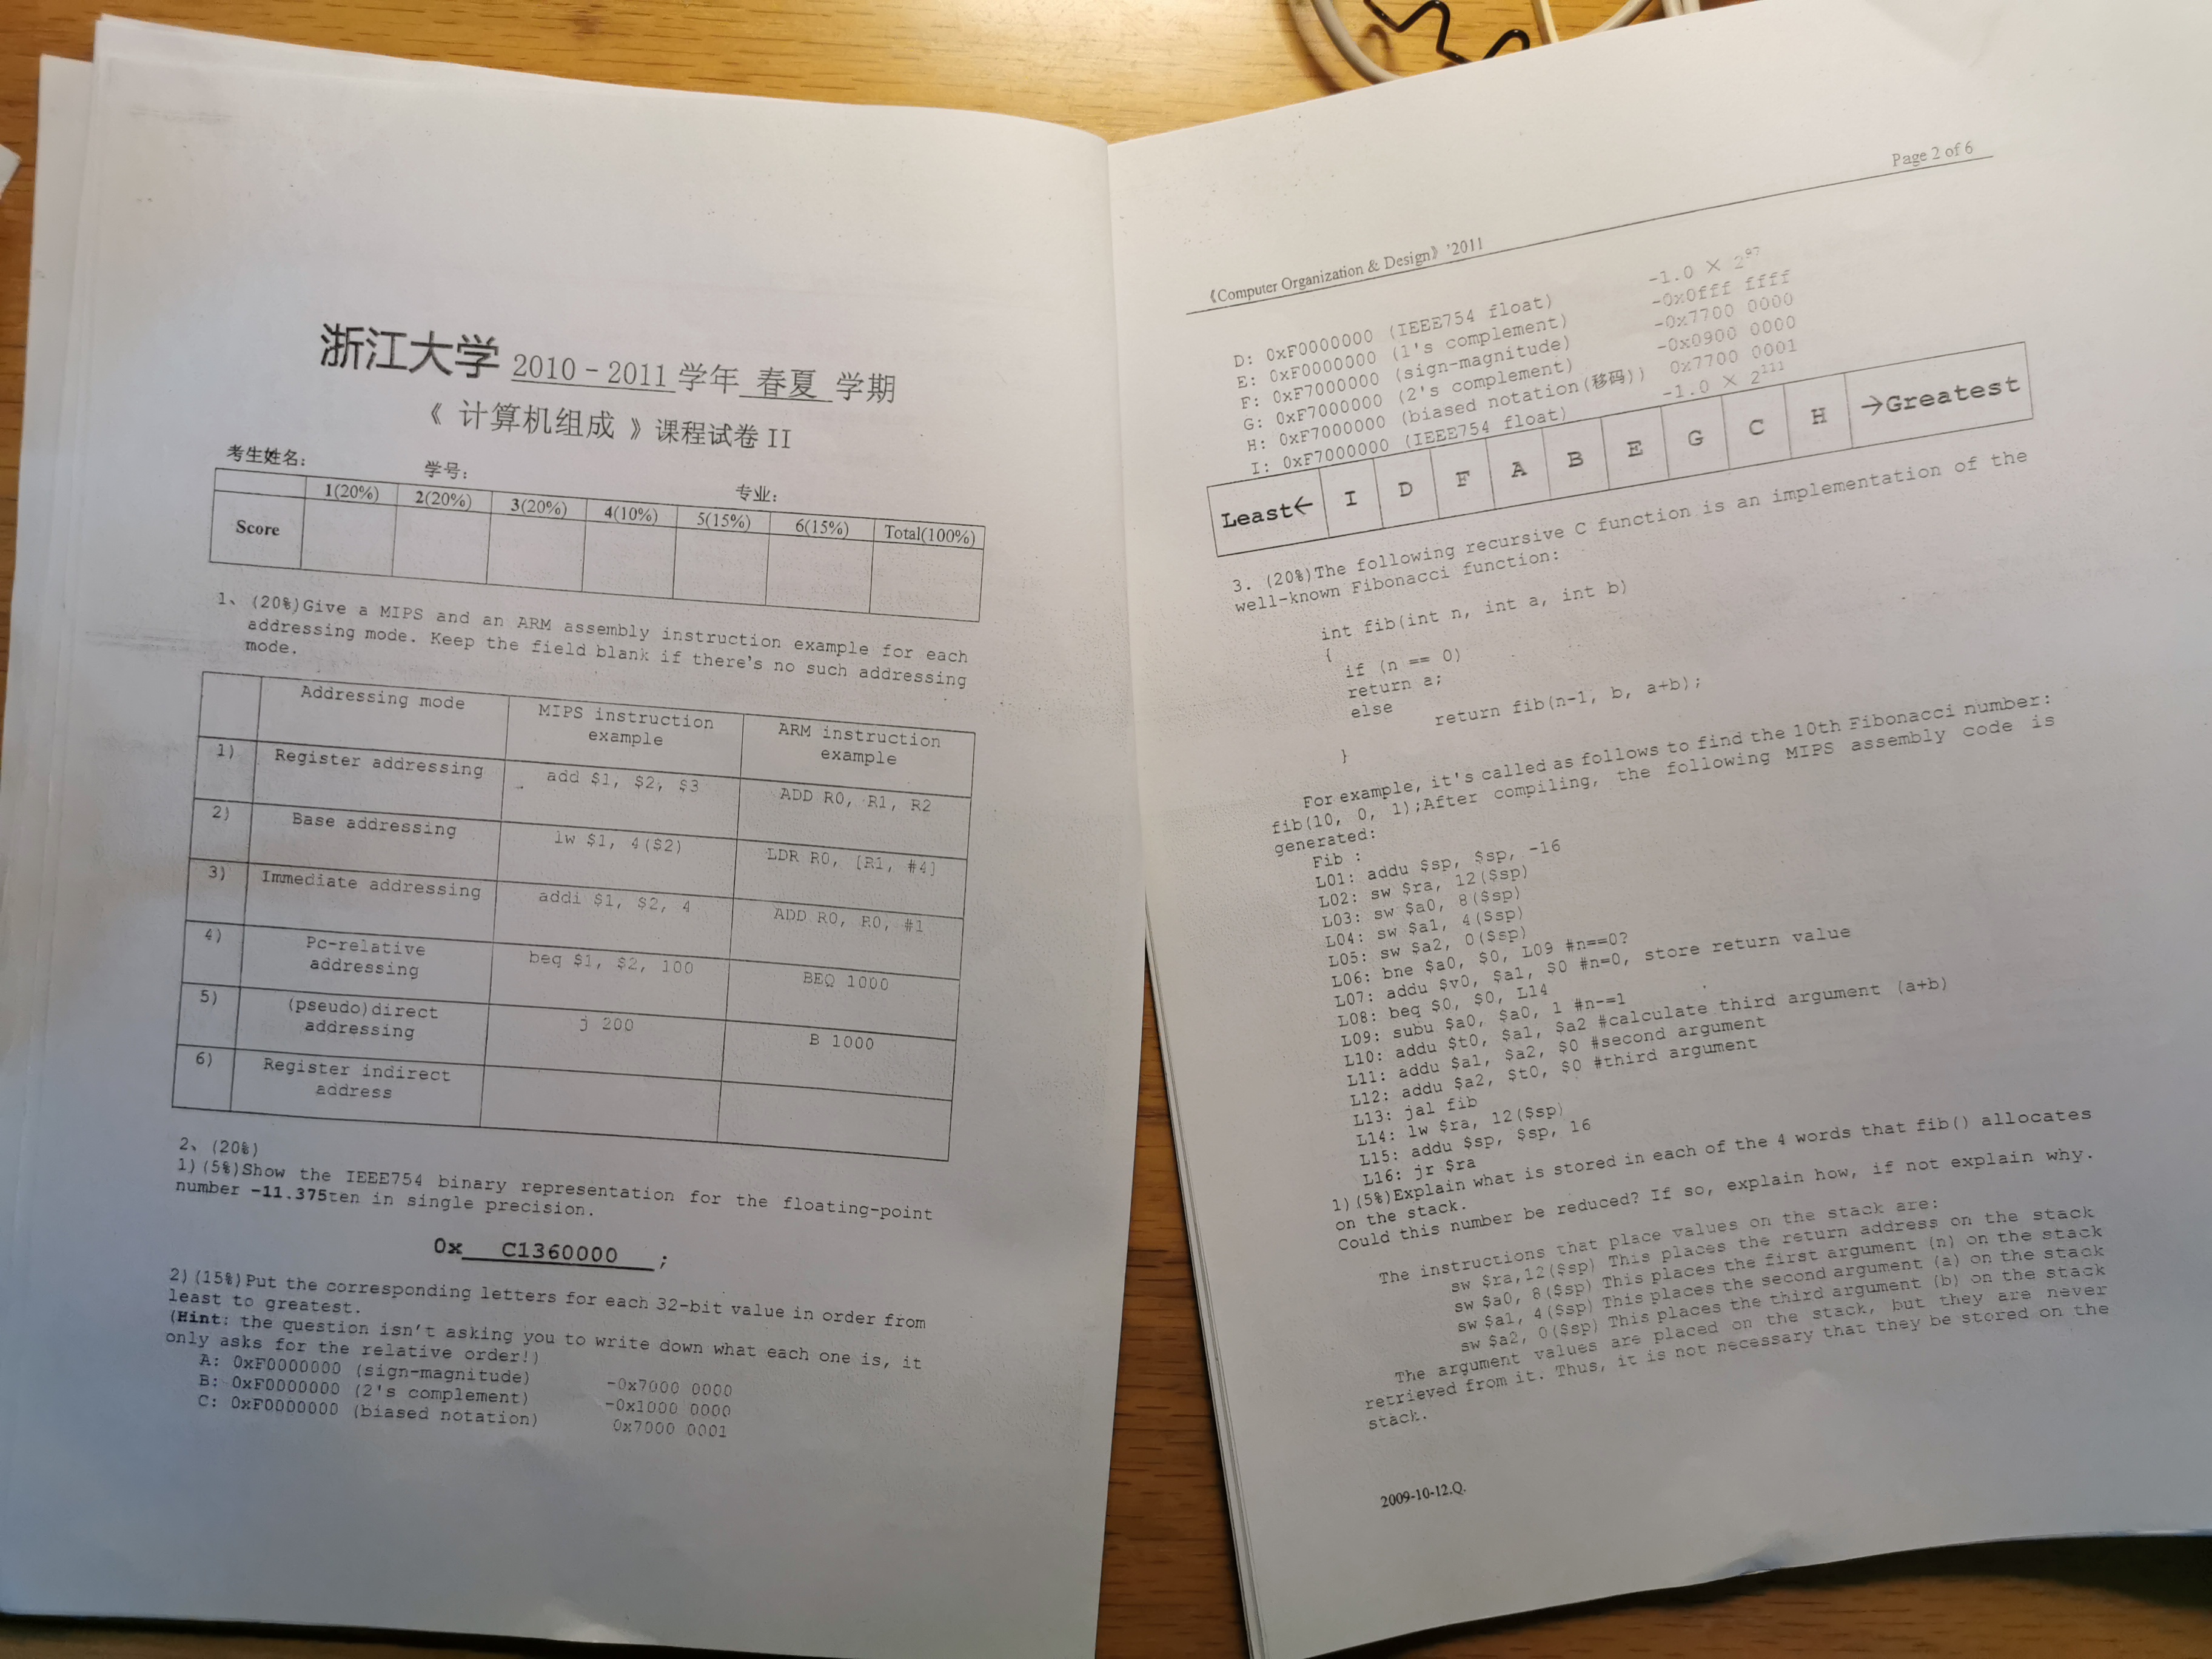 浙江大学 2010-2011 学年 春夏 学期
《 计算机组成 》课程试卷 II
考生姓名: 学号: 专业:
1(20%) 2(20%) 3(20%) 4(10%) 5(15%) 6(15%) Total(100%)
Score
1、(20%)Give a MIPS and an ARM assembly instruction example for each
addressing mode. Keep the field blank if there's no such addressing
mode.
Addressing mode MIPS instruction example ARM instruction example
1) Register addressing add $1, $2, $3 ADD R0, R1, R2
2) Base addressing lw $1, 4($2) LDR R0, [R1, #4]
3) Immediate addressing addi $1, $2, 4 ADD R0, R0, #1
4) Pc-relative addressing beq $1, $2, 100 BEQ 1000
5) (pseudo)direct addressing j 200 B 1000
6) Register indirect address
2、(20%)
1)(5%)Show the IEEE754 binary representation for the floating-point
number -11.375ten in single precision.
0x C1360000 ;
2)(15%)Put the corresponding letters for each 32-bit value in order from
least to greatest.
(Hint: the question isn't asking you to write down what each one is, it
only asks for the relative order!)
A: 0xF0000000 (sign-magnitude) -0x7000 0000
B: 0xF0000000 (2's complement) -0x1000 0000
C: 0xF0000000 (biased notation) 0x7000 0001
Page 2 of 6
《Computer Organization & Design》 '2011
D: 0xF0000000 (IEEE754 float) -1.0 × 2^97
E: 0xF0000000 (1's complement) -0x0fff ffff
F: 0xF7000000 (sign-magnitude) -0x7700 0000
G: 0xF7000000 (2's complement) -0x0900 0000
H: 0xF7000000 (biased notation(移码)) 0x7700 0001
I: 0xF7000000 (IEEE754 float) -1.0 × 2^111
Least← I D F A B E G C H →Greatest
3. (20%)The following recursive C function is an implementation of the
well-known Fibonacci function:
int fib(int n, int a, int b)
{
if (n == 0)
return a;
else
return fib(n-1, b, a+b);
}
For example, it's called as follows to find the 10th Fibonacci number:
fib(10, 0, 1);After compiling, the following MIPS assembly code is
generated:
Fib :
L01: addu $sp, $sp, -16
L02: sw $ra, 12($sp)
L03: sw $a0, 8($sp)
L04: sw $a1, 4($sp)
L05: sw $a2, 0($sp)
L06: bne $a0, $0, L09 #n==0?
L07: addu $v0, $a1, $0 #n=0, store return value
L08: beq $0, $0, L14
L09: subu $a0, $a0, 1 #n-=1
L10: addu $t0, $a1, $a2 #calculate third argument (a+b)
L11: addu $a1, $a2, $0 #second argument
L12: addu $a2, $t0, $0 #third argument
L13: jal fib
L14: lw $ra, 12($sp)
L15: addu $sp, $sp, 16
L16: jr $ra
1)(5%)Explain what is stored in each of the 4 words that fib() allocates
on the stack.
Could this number be reduced? If so, explain how, if not explain why.
The instructions that place values on the stack are:
sw $ra,12($sp) This places the return address on the stack
sw $a0, 8($sp) This places the first argument (n) on the stack
sw $a1, 4($sp) This places the second argument (a) on the stack
sw $a2, 0($sp) This places the third argument (b) on the stack
The argument values are placed on the stack, but they are never
retrieved from it. Thus, it is not necessary that they be stored on the
stack.
2009-10-12.Q.